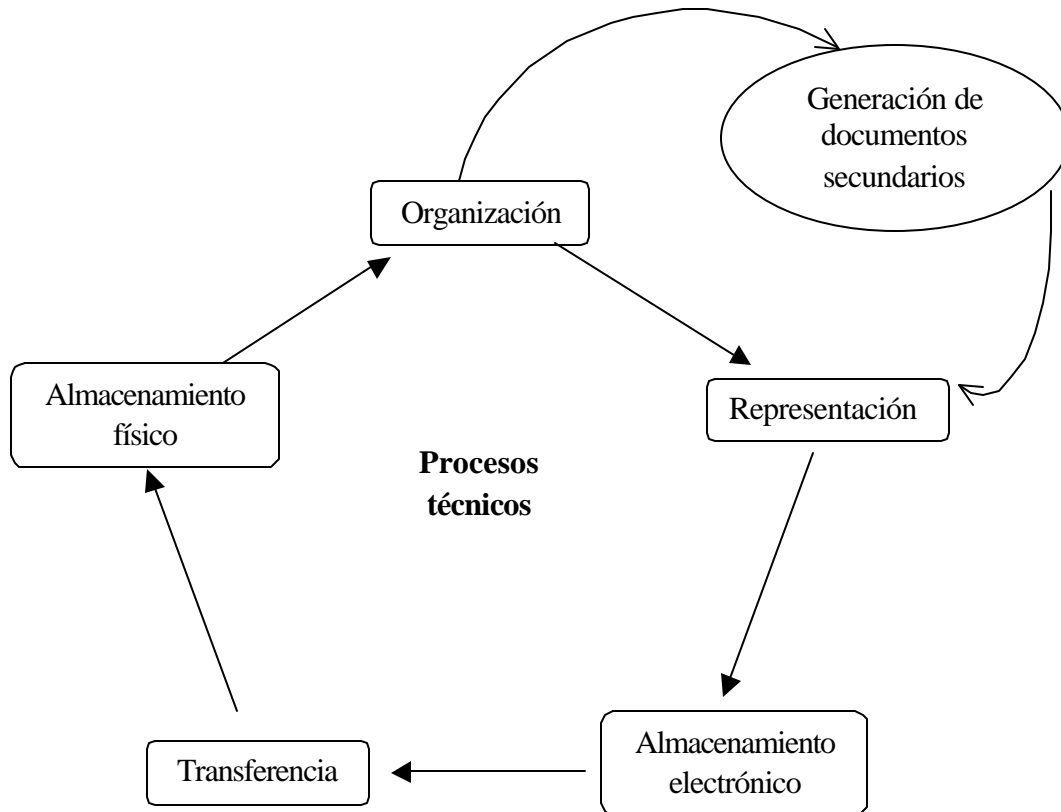 Generación de
documentos
secundarios
Organización
Almacenamiento
físico
Representación
Procesos
técnicos
Almacenamiento
electrónico
Transferencia